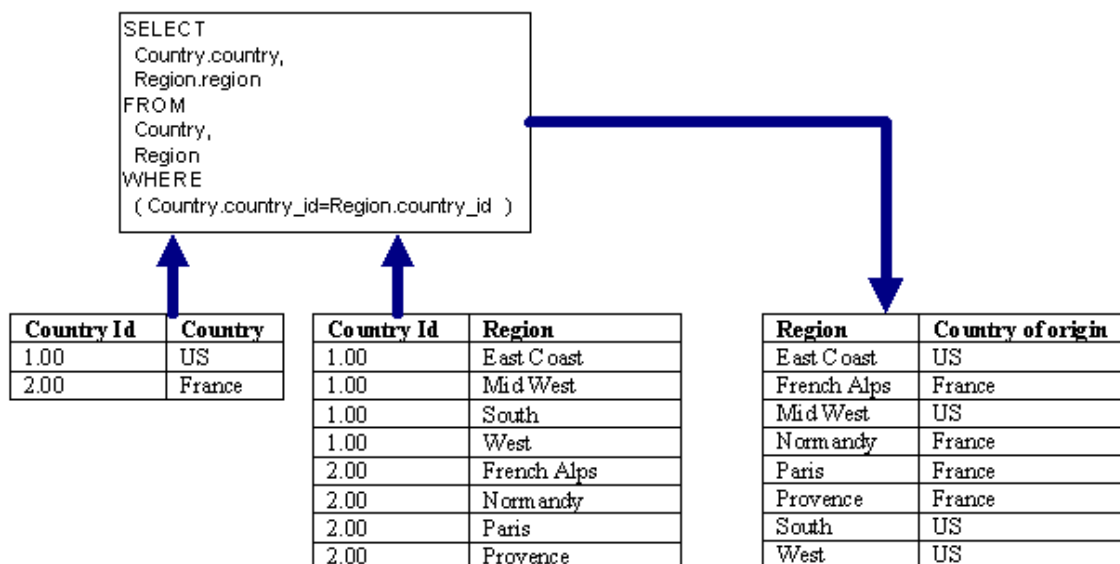 SELECT
Country.country,
Region.region
FROM
Country,
Region
WHERE
( Country.country_id=Region.country_id )
Country Id Country
1.00 US
2.00 France
Country Id Region
1.00 East Coast
1.00 Mid West
1.00 South
1.00 West
2.00 French Alps
2.00 Normandy
2.00 Paris
2.00 Provence
Region Country of origin
East Coast US
French Alps France
Mid West US
Normandy France
Paris France
Provence France
South US
West US